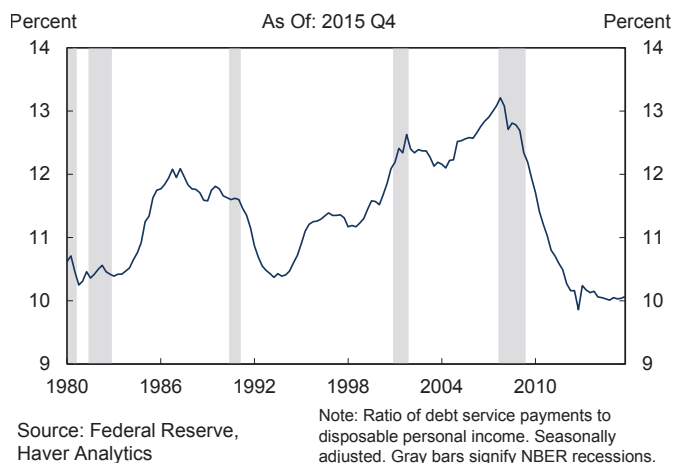 Percent As Of: 2015 Q4 Percent
14 14
13 13
12 12
11 11
10 10
9 9
1980 1986 1992 1998 2004 2010
Source: Federal Reserve,
Haver Analytics
Note: Ratio of debt service payments to
disposable personal income. Seasonally
adjusted. Gray bars signify NBER recessions.